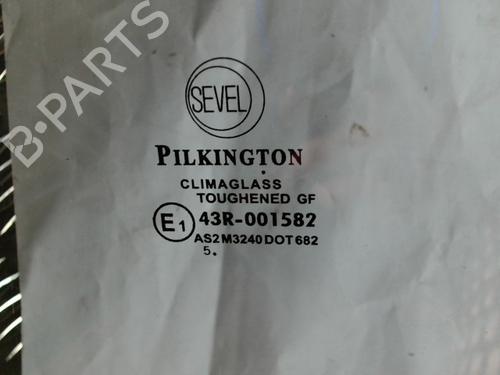 B-PARTS
SEVEL
PILKINGTON
CLIMAGLASS
TOUGHENED GF
E1 43R-001582
AS2 M3240 DOT 682
5.